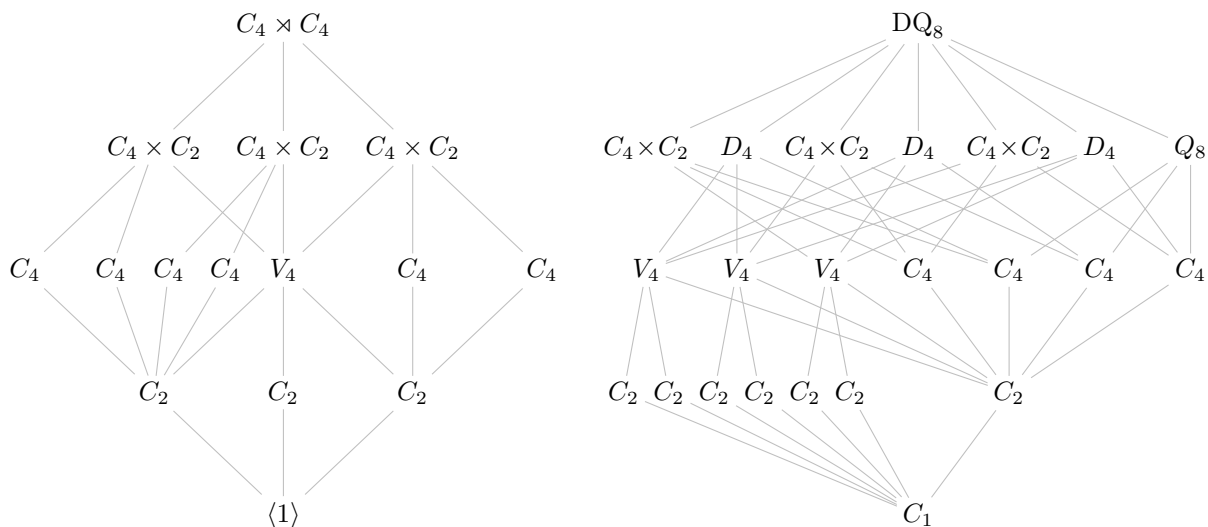 C₄ ⋊ C₄
DQ₈
C₄ × C₂ C₄ × C₂ C₄ × C₂
C₄×C₂ D₄ C₄×C₂ D₄ C₄×C₂ D₄ Q₈
C₄ C₄ C₄ C₄ V₄ C₄ C₄
V₄ V₄ V₄ C₄ C₄ C₄ C₄
C₂ C₂ C₂
C₂ C₂ C₂ C₂ C₂ C₂ C₂
⟨1⟩
C₁